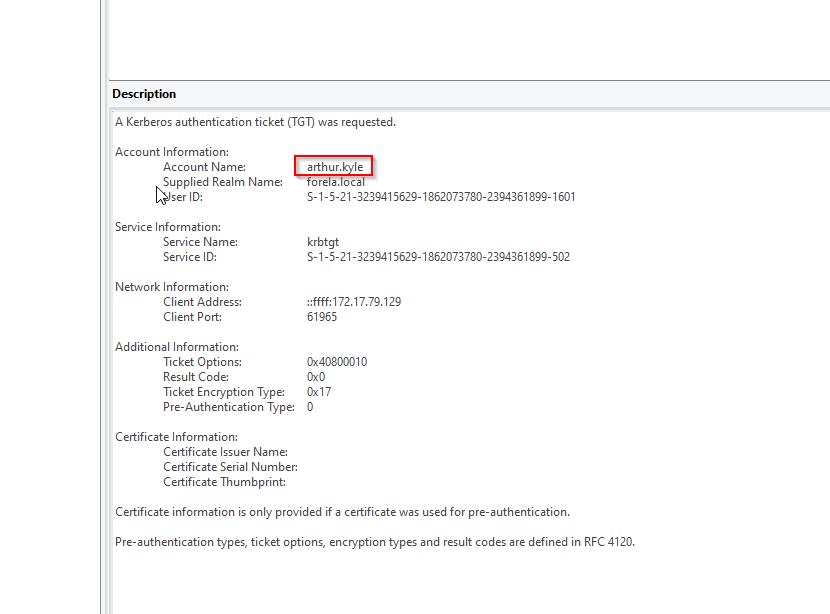 Description
A Kerberos authentication ticket (TGT) was requested.
Account Information:
Account Name: arthur.kyle
Supplied Realm Name: forela.local
User ID: S-1-5-21-3239415629-1862073780-2394361899-1601
Service Information:
Service Name: krbtgt
Service ID: S-1-5-21-3239415629-1862073780-2394361899-502
Network Information:
Client Address: ::ffff:172.17.79.129
Client Port: 61965
Additional Information:
Ticket Options: 0x40800010
Result Code: 0x0
Ticket Encryption Type: 0x17
Pre-Authentication Type: 0
Certificate Information:
Certificate Issuer Name:
Certificate Serial Number:
Certificate Thumbprint:
Certificate information is only provided if a certificate was used for pre-authentication.
Pre-authentication types, ticket options, encryption types and result codes are defined in RFC 4120.